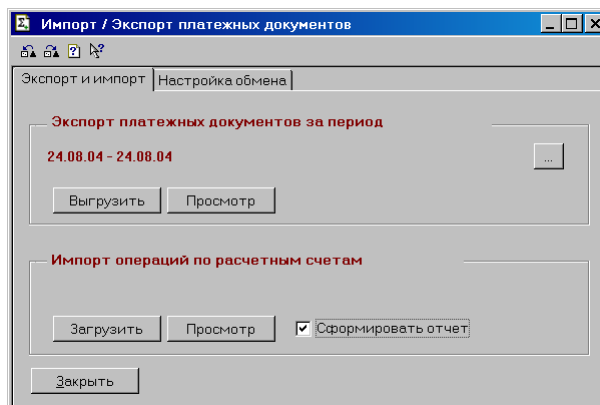 Импорт / Экспорт платежных документов
Экспорт и импорт Настройка обмена
Экспорт платежных документов за период
24.08.04 - 24.08.04 ...
Выгрузить Просмотр
Импорт операций по расчетным счетам
Загрузить Просмотр Сформировать отчет
Закрыть